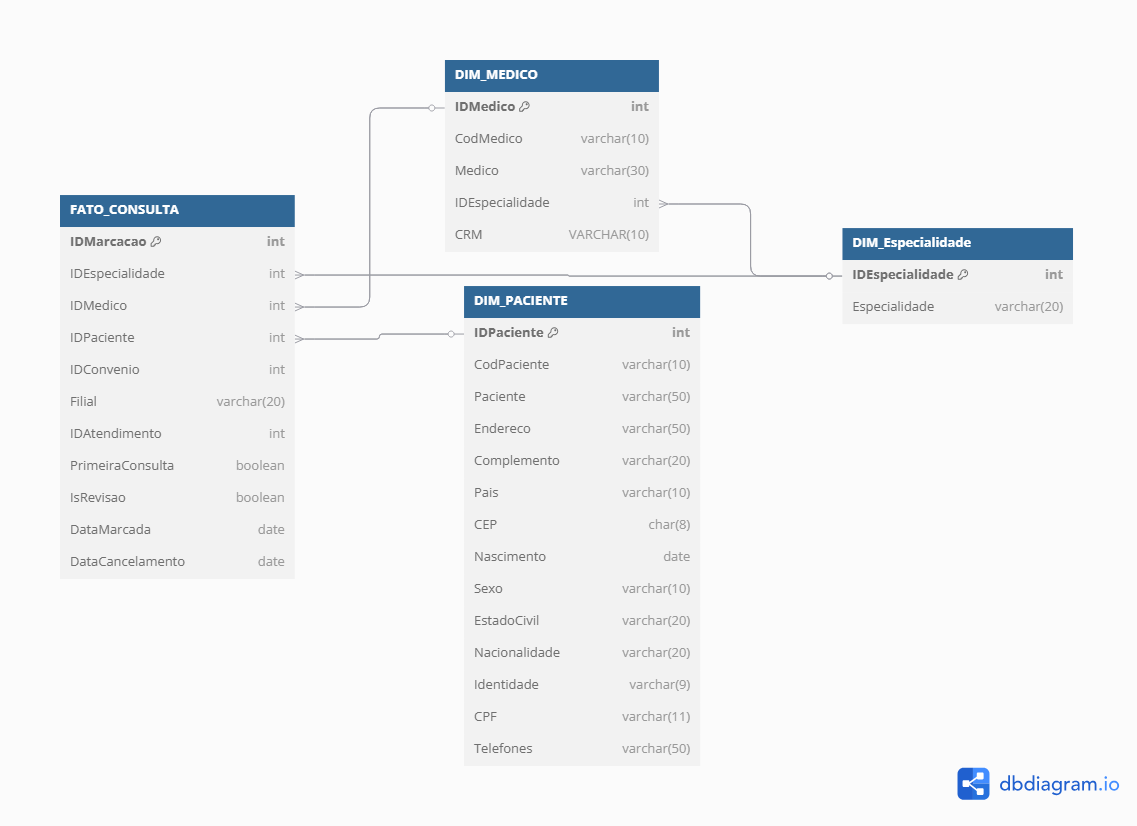 DIM_MEDICO
IDMedico int
CodMedico varchar(10)
Medico varchar(30)
IDEspecialidade int
CRM VARCHAR(10)
FATO_CONSULTA
IDMarcacao int
IDEspecialidade int
IDMedico int
IDPaciente int
IDConvenio int
Filial varchar(20)
IDAtendimento int
PrimeiraConsulta boolean
IsRevisao boolean
DataMarcada date
DataCancelamento date
DIM_Especialidade
IDEspecialidade int
Especialidade varchar(20)
DIM_PACIENTE
IDPaciente int
CodPaciente varchar(10)
Paciente varchar(50)
Endereco varchar(50)
Complemento varchar(20)
Pais varchar(10)
CEP char(8)
Nascimento date
Sexo varchar(10)
EstadoCivil varchar(20)
Nacionalidade varchar(20)
Identidade varchar(9)
CPF varchar(11)
Telefones varchar(50)
dbdiagram.io